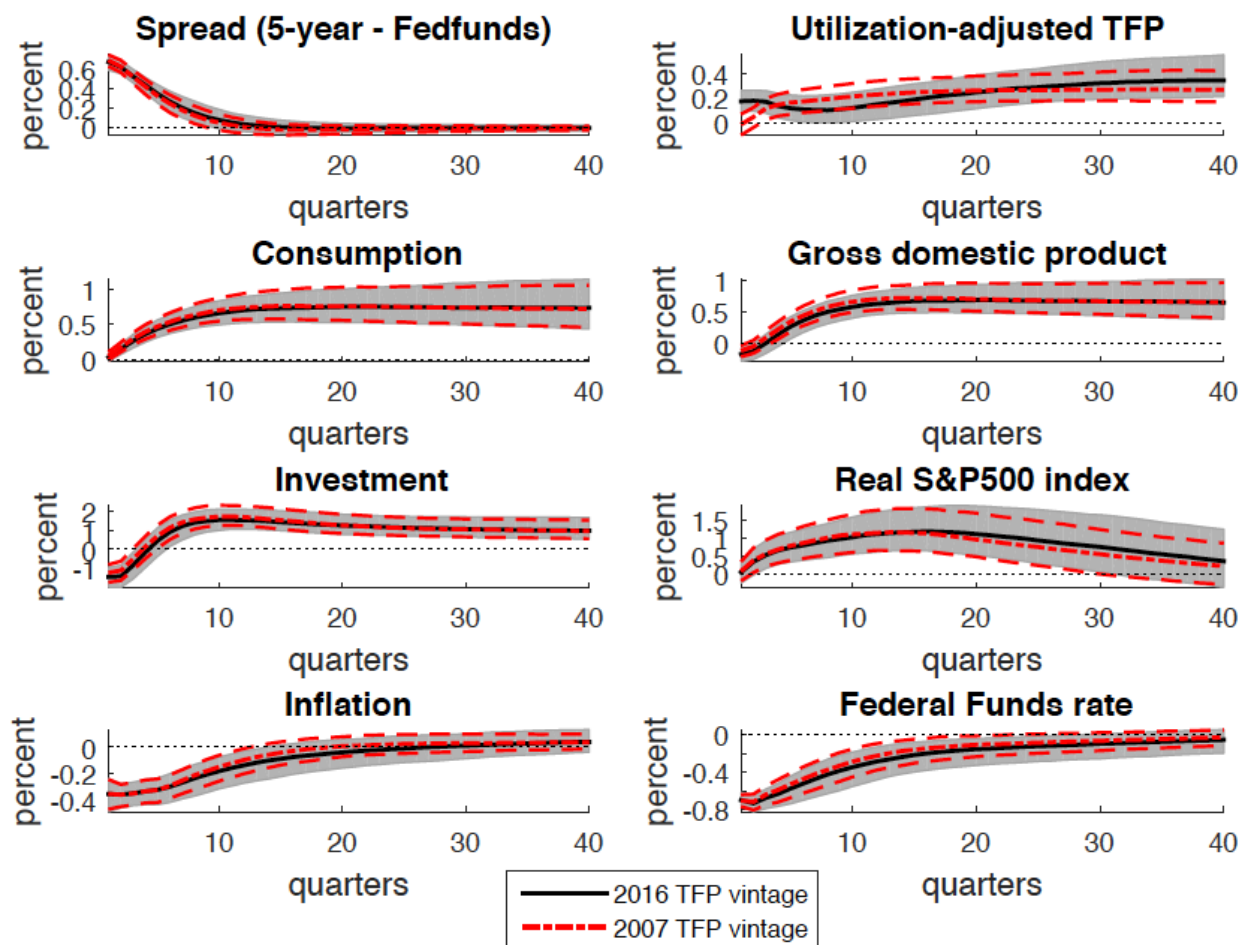 Spread (5-year - Fedfunds)
percent
0.6
0.4
0.2
0
10 20 30 40
quarters
Utilization-adjusted TFP
percent
0.4
0.2
0
10 20 30 40
quarters
Consumption
percent
1
0.5
0
10 20 30 40
quarters
Gross domestic product
percent
1
0.5
0
10 20 30 40
quarters
Investment
percent
2
1
0
-1
10 20 30 40
quarters
Real S&P500 index
percent
1.5
1
0.5
0
10 20 30 40
quarters
Inflation
percent
0
-0.2
-0.4
10 20 30 40
quarters
Federal Funds rate
percent
0
-0.4
-0.8
10 20 30 40
quarters
2016 TFP vintage
2007 TFP vintage